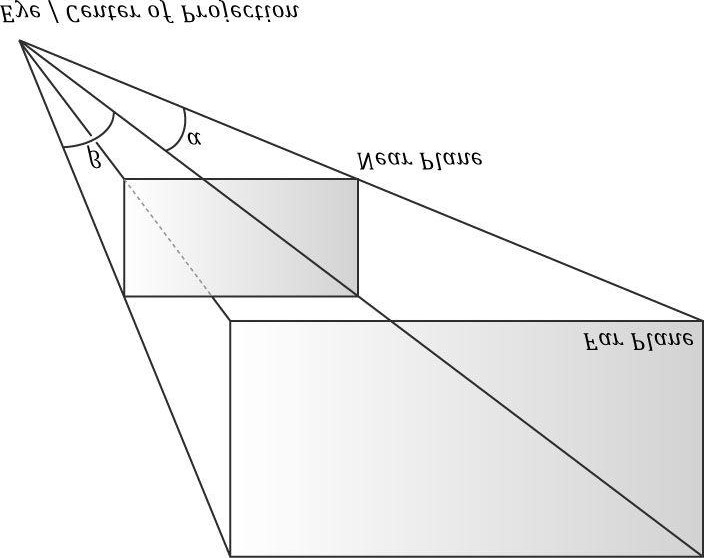 Eye / Center of Projection
α
β
Near Plane
Far Plane